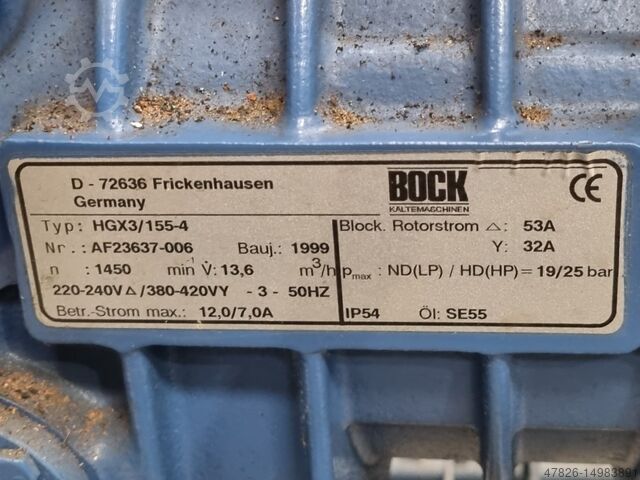 D - 72636 Frickenhausen
Germany
BOCK
KÄLTEMASCHINEN
CE
Typ: HGX3/155-4
Nr.: AF23637-006 Bauj.: 1999
n : 1450 min⁻¹ V̇: 13,6 m³/h
220-240V△/380-420VY - 3 - 50HZ
Betr.-Strom max.: 12,0/7,0A
Block. Rotorstrom △: 53A
Y: 32A
pmax : ND(LP) / HD(HP) = 19/25 bar
IP54 Öl: SE55
47826-14983891